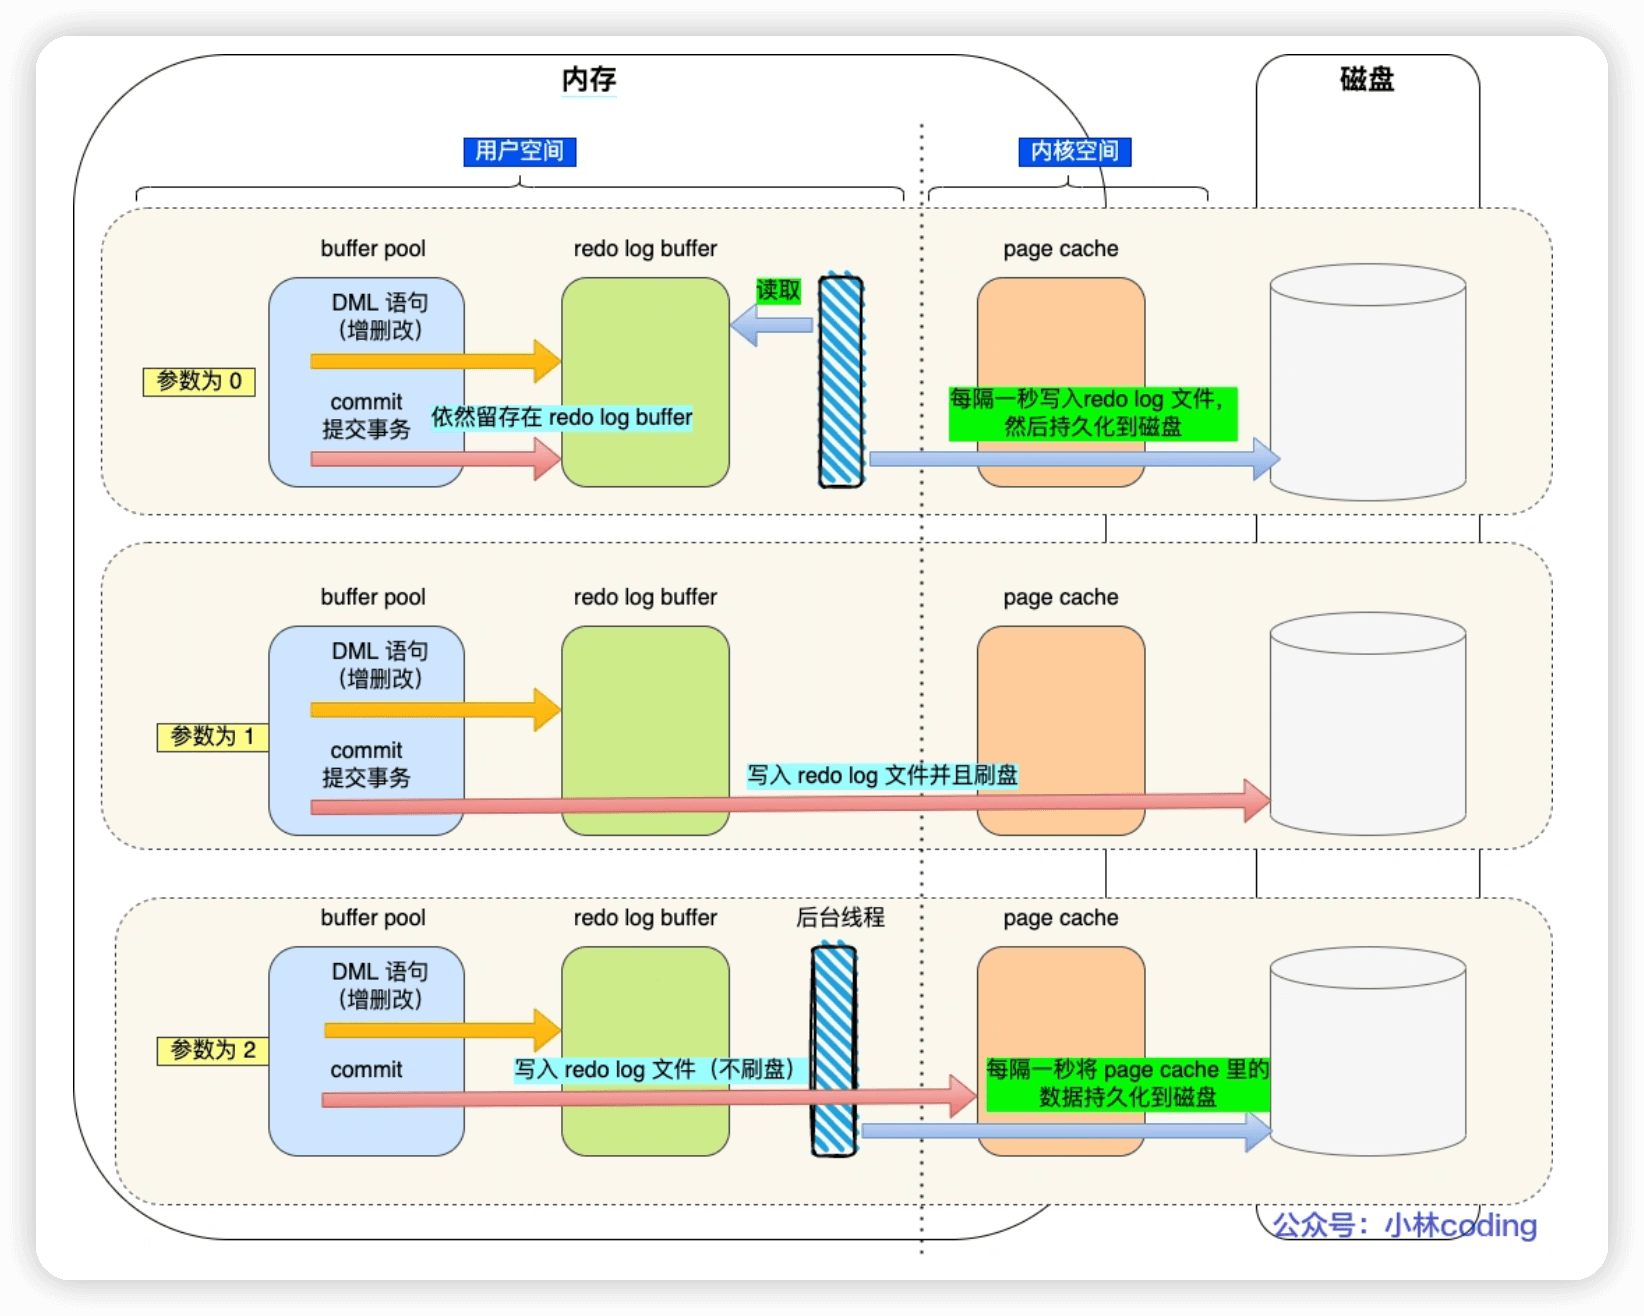 内存
磁盘
用户空间
内核空间
buffer pool
redo log buffer
page cache
DML 语句
（增删改）
读取
参数为 0
commit
提交事务
依然留存在 redo log buffer
每隔一秒写入redo log 文件，
然后持久化到磁盘
buffer pool
redo log buffer
page cache
DML 语句
（增删改）
参数为 1
commit
提交事务
写入 redo log 文件并且刷盘
buffer pool
redo log buffer
后台线程
page cache
DML 语句
（增删改）
参数为 2
commit
写入 redo log 文件（不刷盘）
每隔一秒将 page cache 里的
数据持久化到磁盘
公众号：小林coding